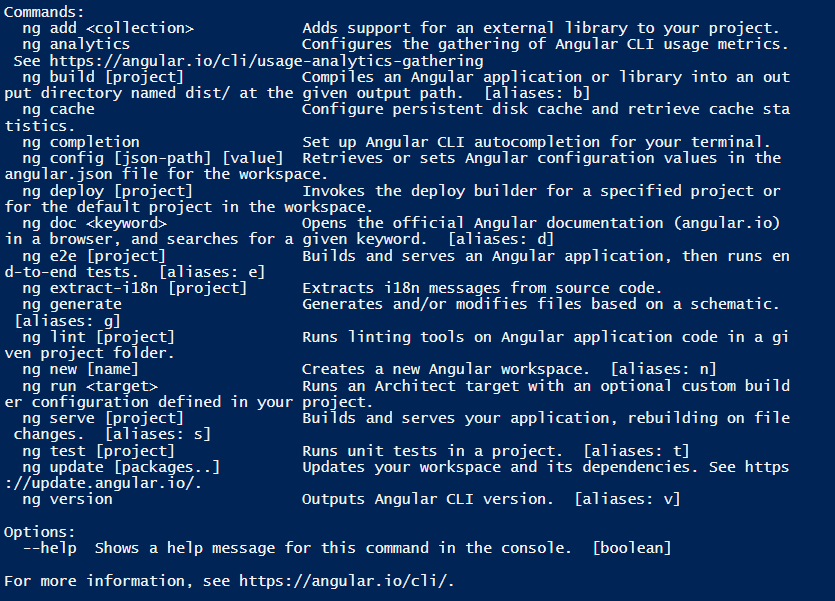 Commands:
  ng add <collection>            Adds support for an external library to your project.
  ng analytics                   Configures the gathering of Angular CLI usage metrics.
 See https://angular.io/cli/usage-analytics-gathering
  ng build [project]             Compiles an Angular application or library into an out
put directory named dist/ at the given output path.  [aliases: b]
  ng cache                       Configure persistent disk cache and retrieve cache sta
tistics.
  ng completion                  Set up Angular CLI autocompletion for your terminal.
  ng config [json-path] [value]  Retrieves or sets Angular configuration values in the
angular.json file for the workspace.
  ng deploy [project]            Invokes the deploy builder for a specified project or
for the default project in the workspace.
  ng doc <keyword>               Opens the official Angular documentation (angular.io)
in a browser, and searches for a given keyword.  [aliases: d]
  ng e2e [project]               Builds and serves an Angular application, then runs en
d-to-end tests.  [aliases: e]
  ng extract-i18n [project]      Extracts i18n messages from source code.
  ng generate                    Generates and/or modifies files based on a schematic.
 [aliases: g]
  ng lint [project]              Runs linting tools on Angular application code in a gi
ven project folder.
  ng new [name]                  Creates a new Angular workspace.  [aliases: n]
  ng run <target>                Runs an Architect target with an optional custom build
er configuration defined in your project.
  ng serve [project]             Builds and serves your application, rebuilding on file
 changes.  [aliases: s]
  ng test [project]              Runs unit tests in a project.  [aliases: t]
  ng update [packages..]         Updates your workspace and its dependencies. See https
://update.angular.io/.
  ng version                     Outputs Angular CLI version.  [aliases: v]

Options:
  --help  Shows a help message for this command in the console.  [boolean]

For more information, see https://angular.io/cli/.